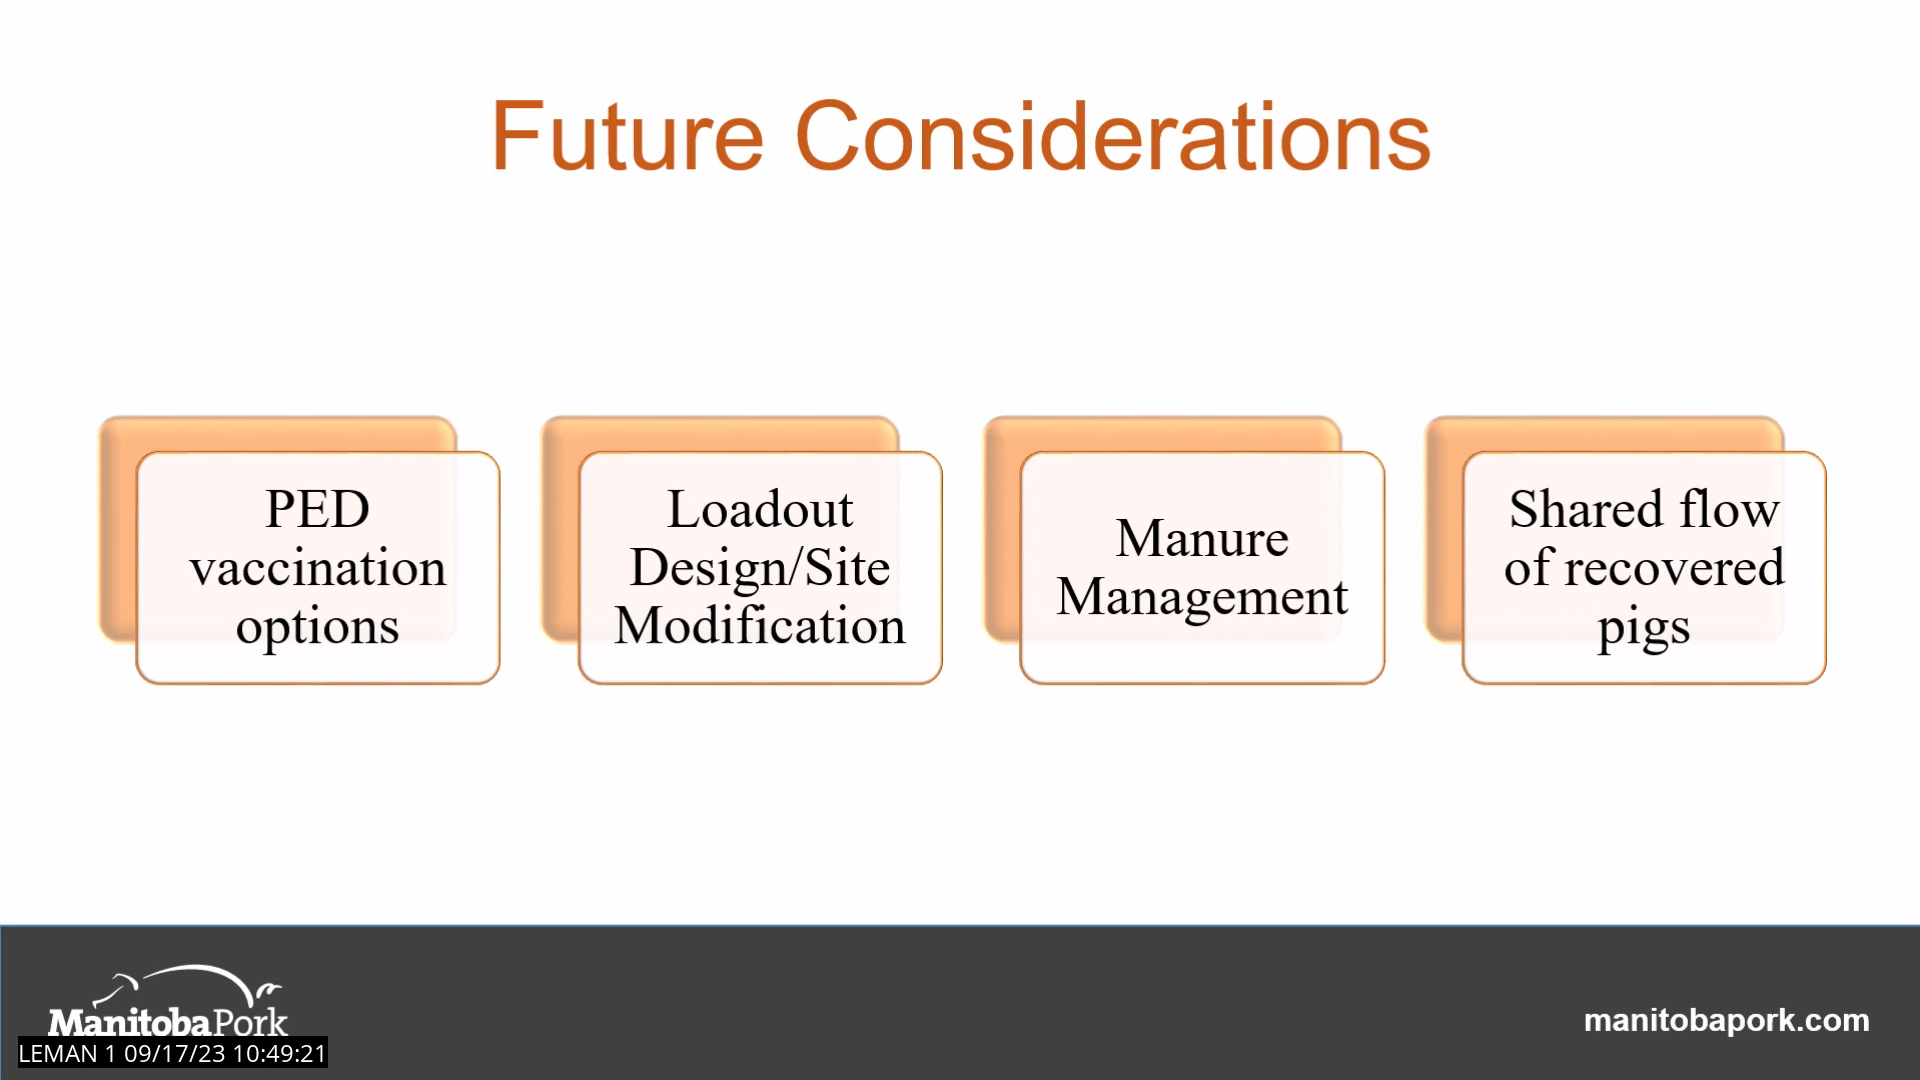 Future Considerations
PED
vaccination
options
Loadout
Design/Site
Modification
Manure
Management
Shared flow
of recovered
pigs
ManitobaPork
manitobapork.com
LEMAN 1 09/17/23 10:49:21